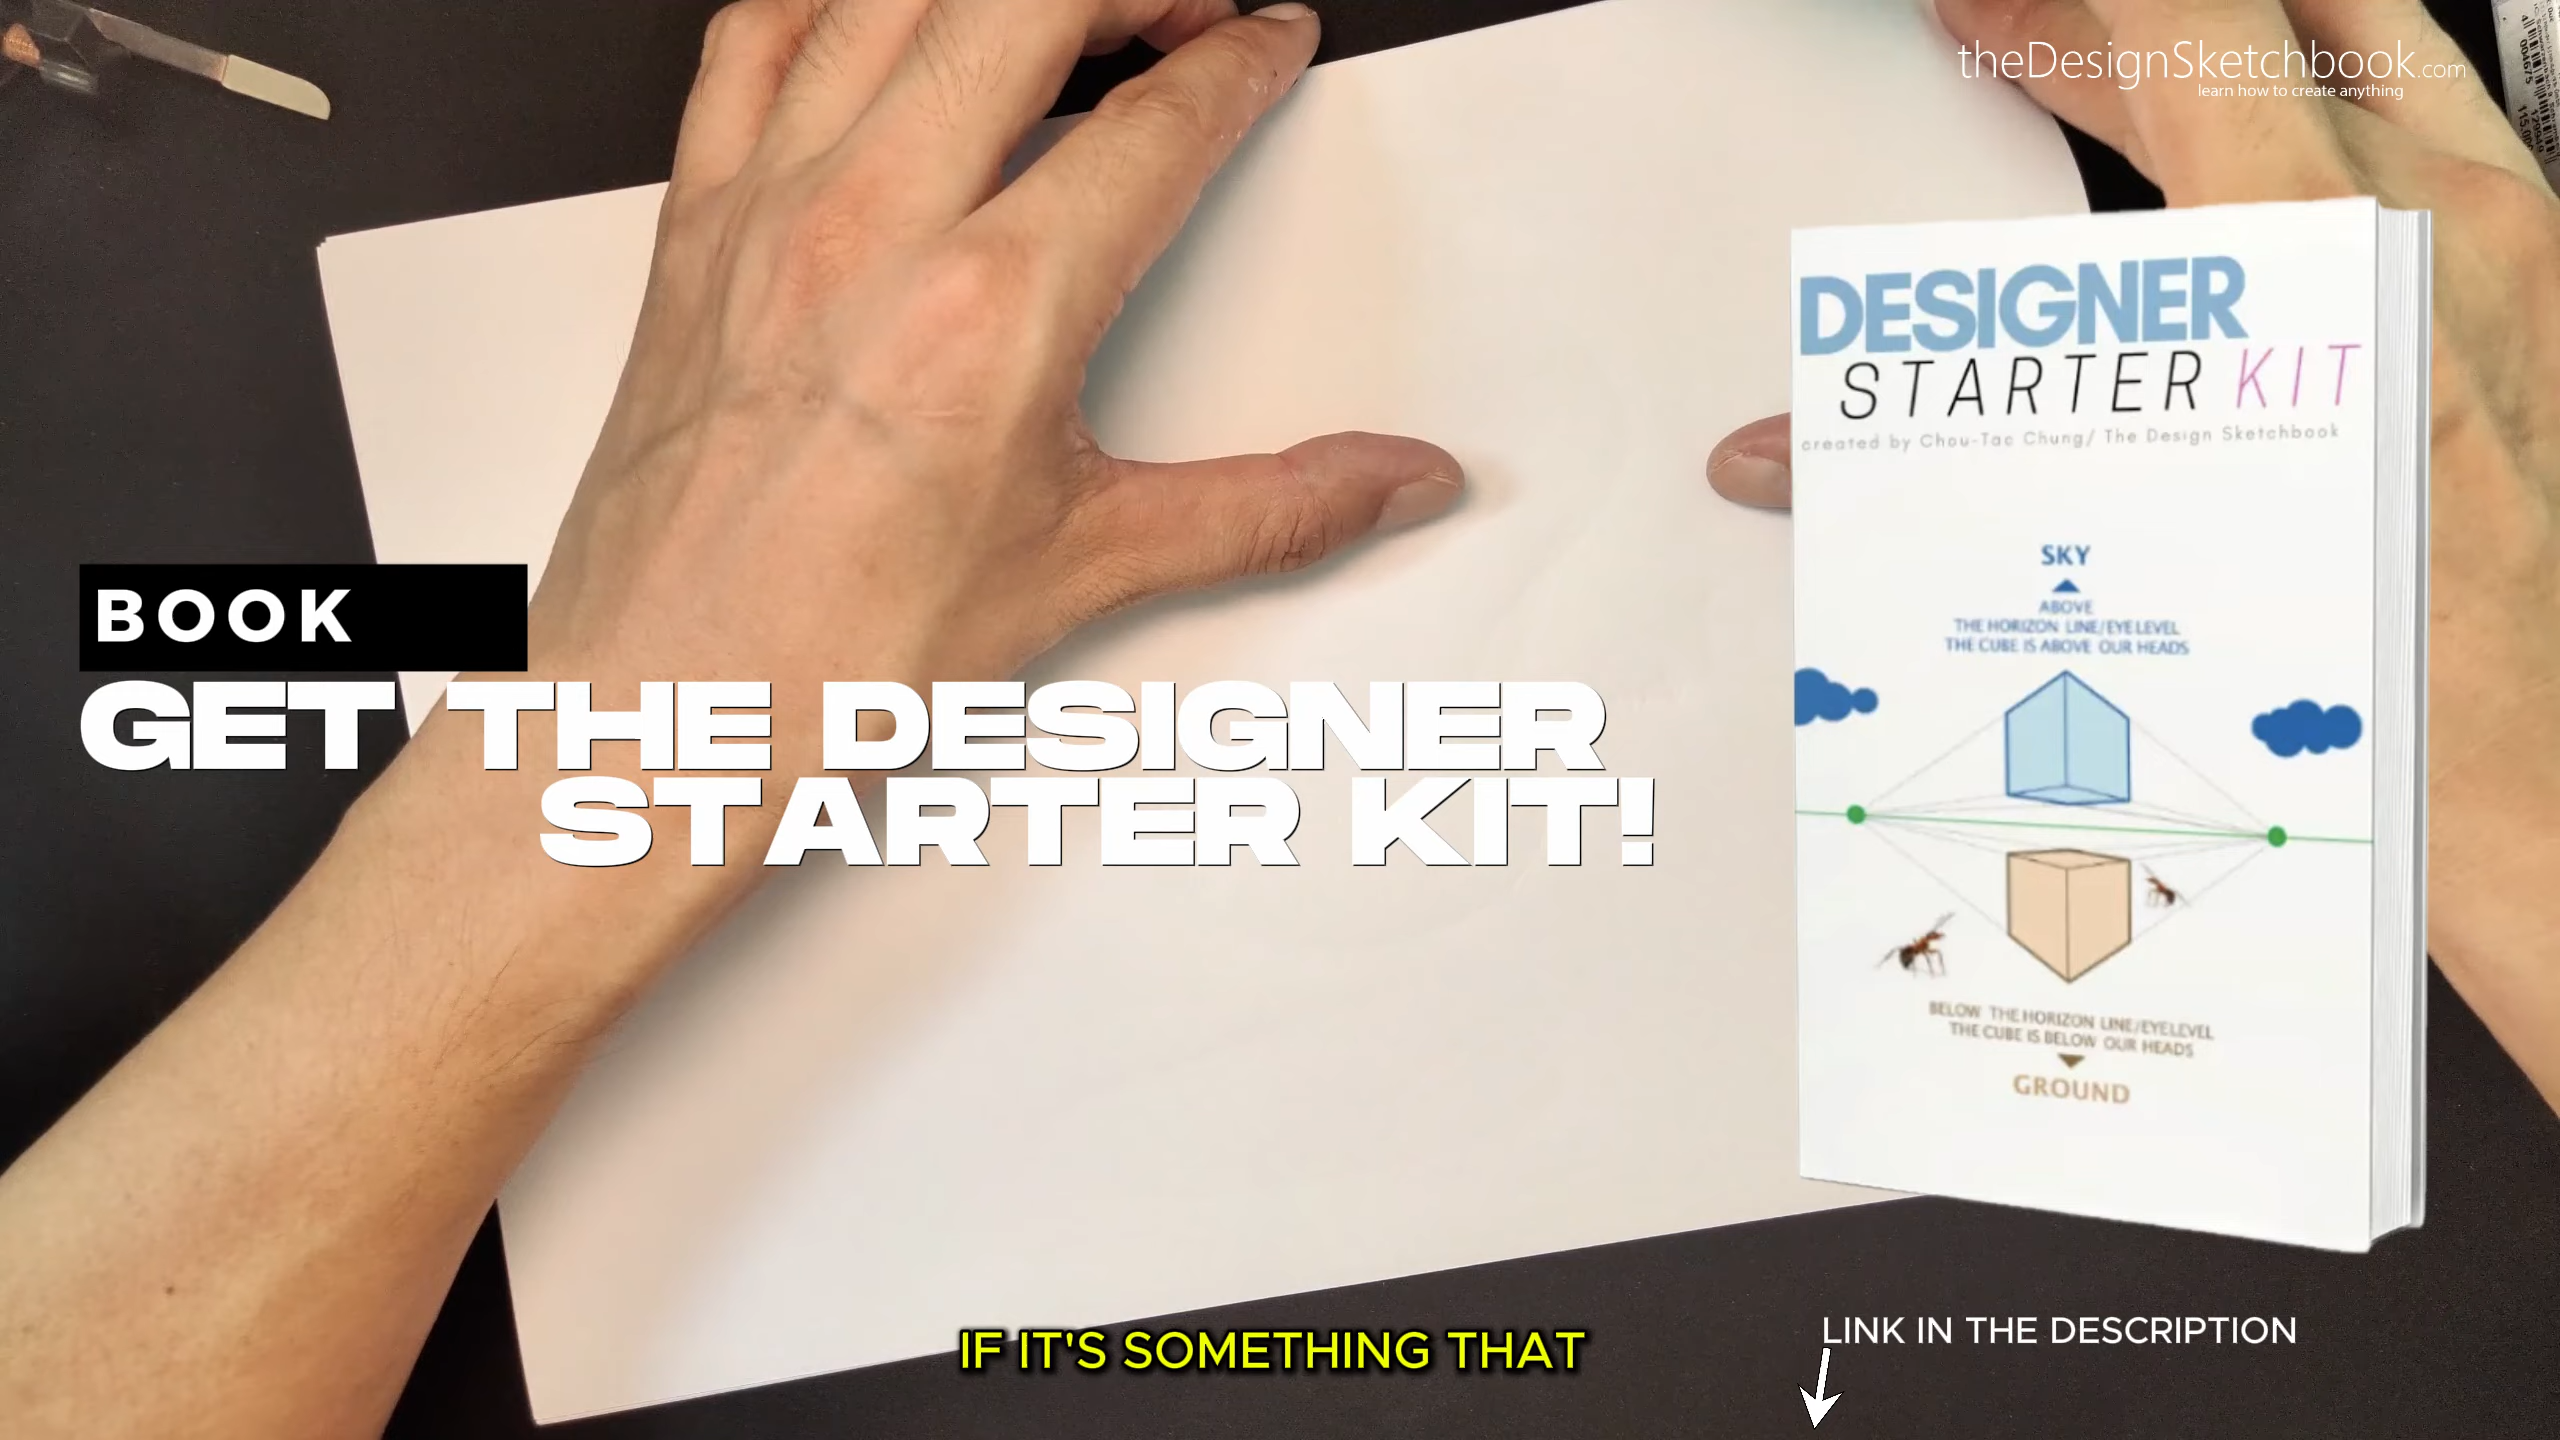 theDesignSketchbook.com
learn how to create anything
DESIGNER
STARTER KIT
created by Chou-Tac Chung/ The Design Sketchbook
SKY
ABOVE
THE HORIZON LINE/EYE LEVEL
THE CUBE IS ABOVE OUR HEADS
BOOK
GET THE DESIGNER
STARTER KIT!
BELOW THE HORIZON LINE/EYELEVEL
THE CUBE IS BELOW OUR HEADS
GROUND
LINK IN THE DESCRIPTION
IF IT'S SOMETHING THAT